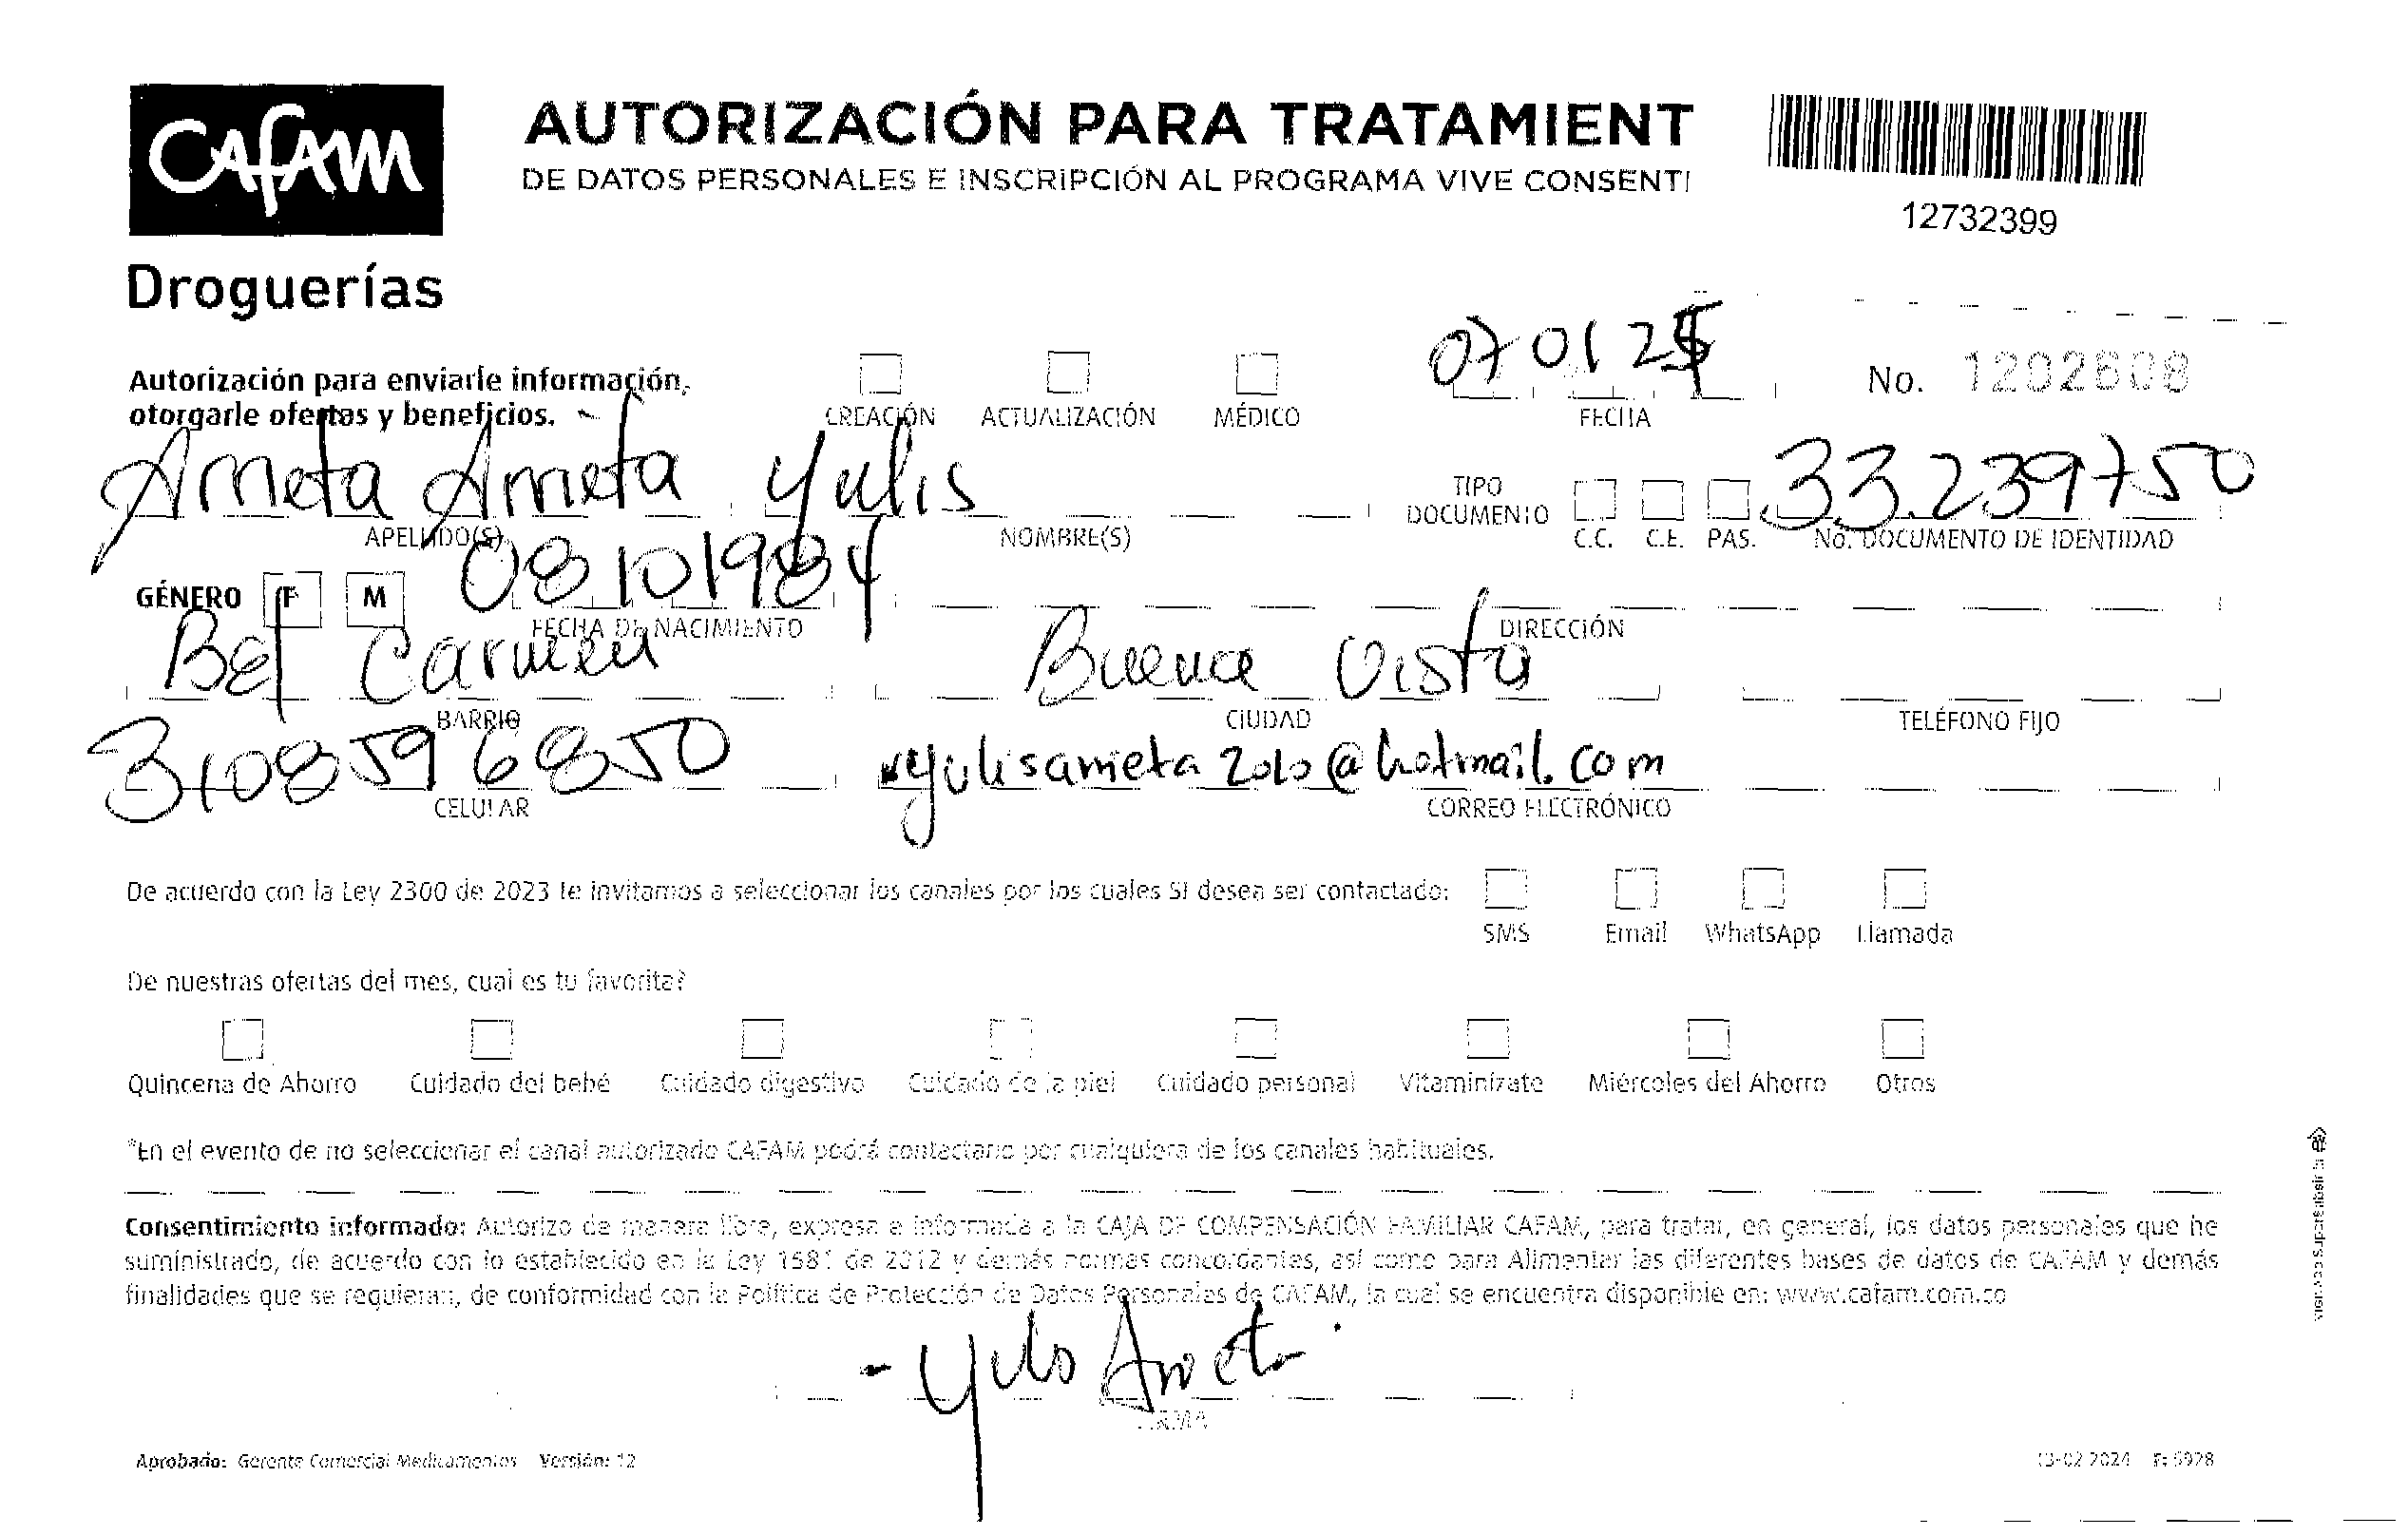 CAFAM
Droguerías
AUTORIZACIÓN PARA TRATAMIENT
DE DATOS PERSONALES E INSCRIPCIÓN AL PROGRAMA VIVE CONSENTI
12732399
Autorización para enviarle información,
otorgarle ofertas y beneficios.
CREACIÓN ACTUALIZACIÓN MÉDICO
070125
FECHA
No. 1202608
Arrieta Arrieta Yulis
APELLIDO(S) NOMBRE(S)
TIPO DOCUMENTO C.C. C.E. PAS.
33.239750
No. DOCUMENTO DE IDENTIDAD
GÉNERO F M
08101984
FECHA DE NACIMIENTO
DIRECCIÓN
Carmen
BARRIO
Buena Vista
CIUDAD
TELÉFONO FIJO
3108596850
CELULAR
yulisarrieta2010@hotmail.com
CORREO ELECTRÓNICO
De acuerdo con la Ley 2300 de 2023 te invitamos a seleccionar los canales por los cuales SI desea ser contactado:
SMS Email WhatsApp Llamada
De nuestras ofertas del mes, cual es tu favorita?
Quincena de Ahorro Cuidado del bebé Cuidado digestivo Cuidado de la piel Cuidado personal Vitaminízate Miércoles del Ahorro Otros
*En el evento de no seleccionar el canal autorizado CAFAM podrá contactarlo por cualquiera de los canales habituales.
Consentimiento informado: Autorizo de manera libre, expresa e informada a la CAJA DE COMPENSACIÓN FAMILIAR CAFAM, para tratar, en general, los datos personales que he
suministrado, de acuerdo con lo establecido en la Ley 1581 de 2012 y demás normas concordantes, así como para Alimentar las diferentes bases de datos de CAFAM y demás
finalidades que se requieran, de conformidad con la Política de Protección de Datos Personales de CAFAM, la cual se encuentra disponible en: www.cafam.com.co
Yulis Arrieta
FIRMA
Aprobado: Gerente Comercial Medicamentos Versión: 12
13-02-2024 F: 6928
VIGILADO SuperSubsidio